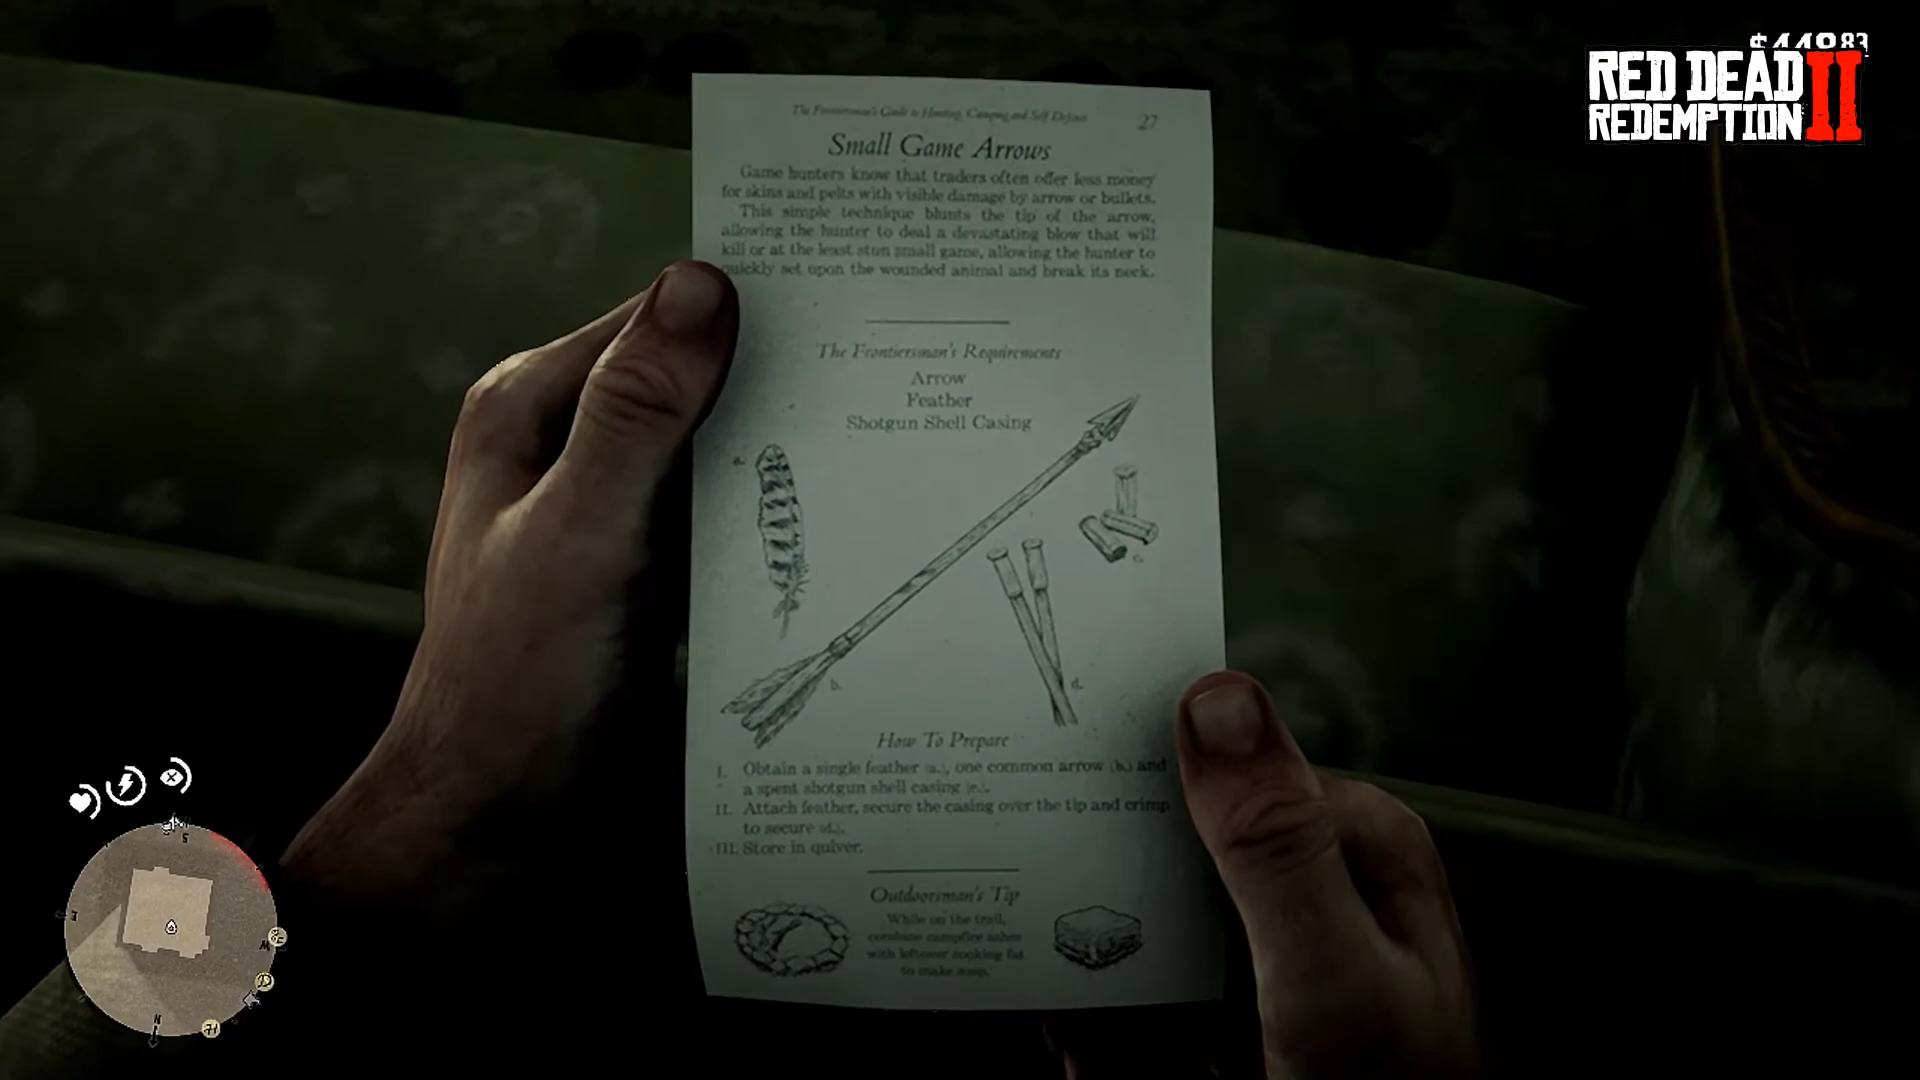 $449.83
RED DEAD
REDEMPTION II
The Frontiersman's Guide to Hunting, Camping and Self Defense
27
Small Game Arrows
Game hunters know that traders often offer less money
for skins and pelts with visible damage by arrow or bullets.
This simple technique blunts the tip of the arrow,
allowing the hunter to deal a devastating blow that will
kill or at the least stun small game, allowing the hunter to
quickly set upon the wounded animal and break its neck.
The Frontiersman's Requirements
Arrow
Feather
Shotgun Shell Casing
a.
c.
b.
d.
How To Prepare
I. Obtain a single feather (a.), one common arrow (b.) and
a spent shotgun shell casing (c.).
II. Attach feather, secure the casing over the tip and crimp
to secure (d.).
III. Store in quiver.
Outdoorsman's Tip
While on the trail,
combine campfire ashes
with leftover cooking fat
to make soap.
S
E
W
N